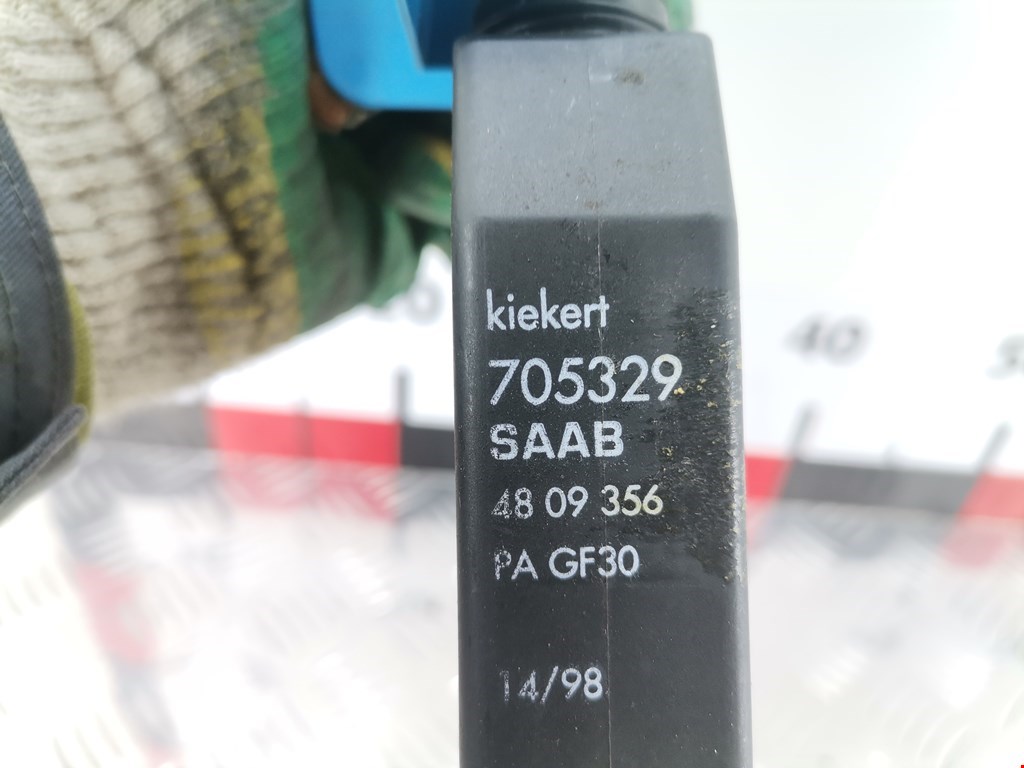 kiekert
705329
SAAB
48 09 356
PA GF30
14/98
40